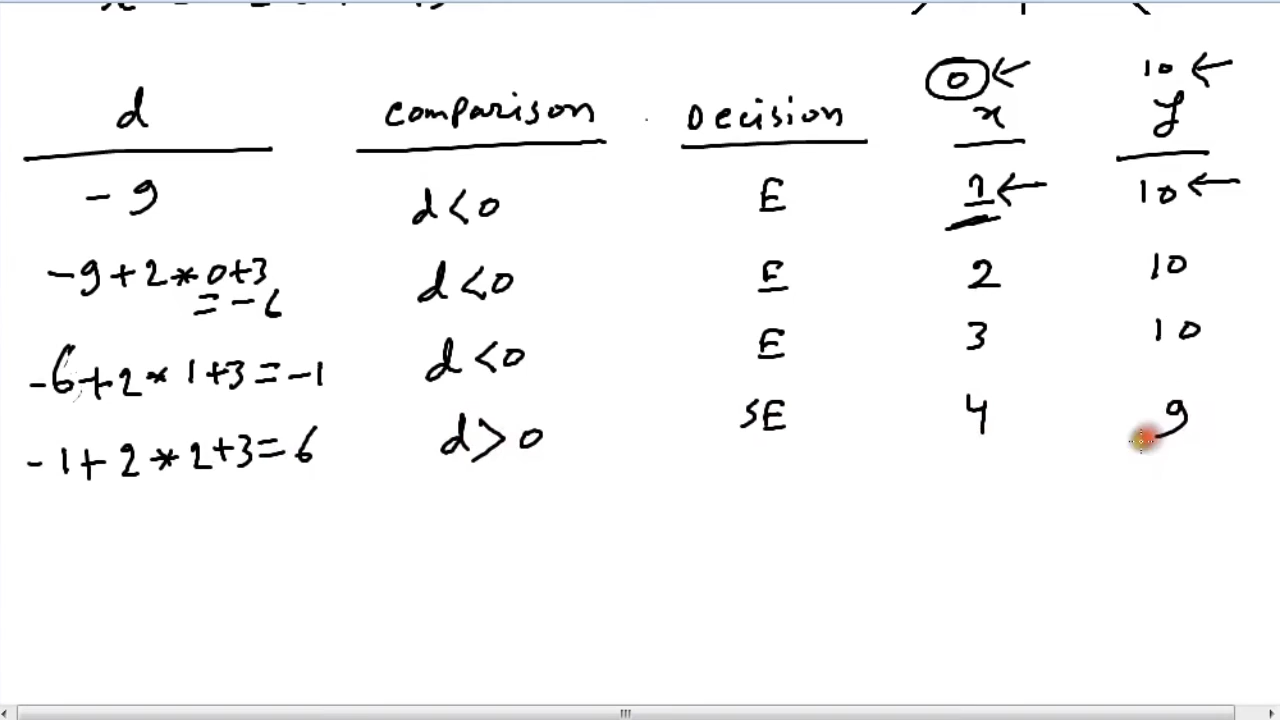 0 ← 10 ←
d comparison Decision x y
-9 d<0 E 1 ← 10 ←
-9+2*0+3 = -6 d<0 E 2 10
-6+2*1+3=-1 d<0 E 3 10
-1+2*2+3=6 d>0 SE 4 9